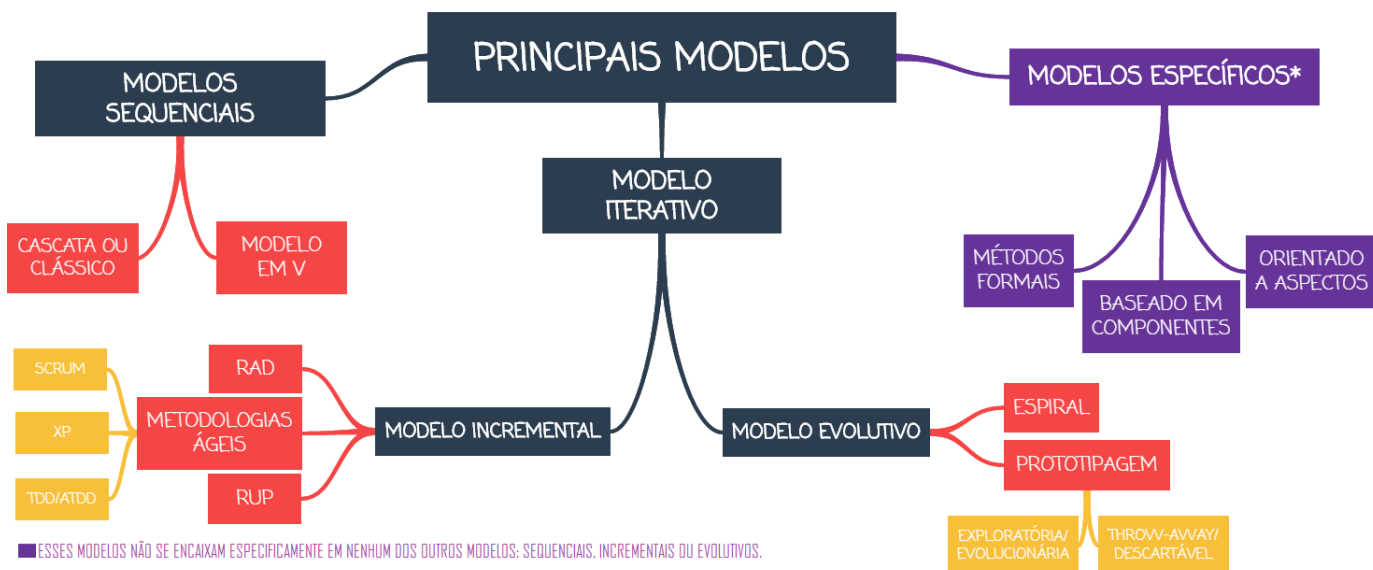 PRINCIPAIS MODELOS
MODELOS
SEQUENCIAIS
MODELOS ESPECÍFICOS*
MODELO
ITERATIVO
CASCATA OU
CLÁSSICO
MODELO
EM V
MÉTODOS
FORMAIS
BASEADO EM
COMPONENTES
ORIENTADO
A ASPECTOS
SCRUM
XP
TDD/ATDD
RAD
METODOLOGIAS
ÁGEIS
RUP
MODELO INCREMENTAL
MODELO EVOLUTIVO
ESPIRAL
PROTOTIPAGEM
EXPLORATÓRIA/
EVOLUCIONÁRIA
THROW-AWAY/
DESCARTÁVEL
ESSES MODELOS NÃO SE ENCAIXAM ESPECIFICAMENTE EM NENHUM DOS OUTROS MODELOS: SEQUENCIAIS, INCREMENTAIS OU EVOLUTIVOS.